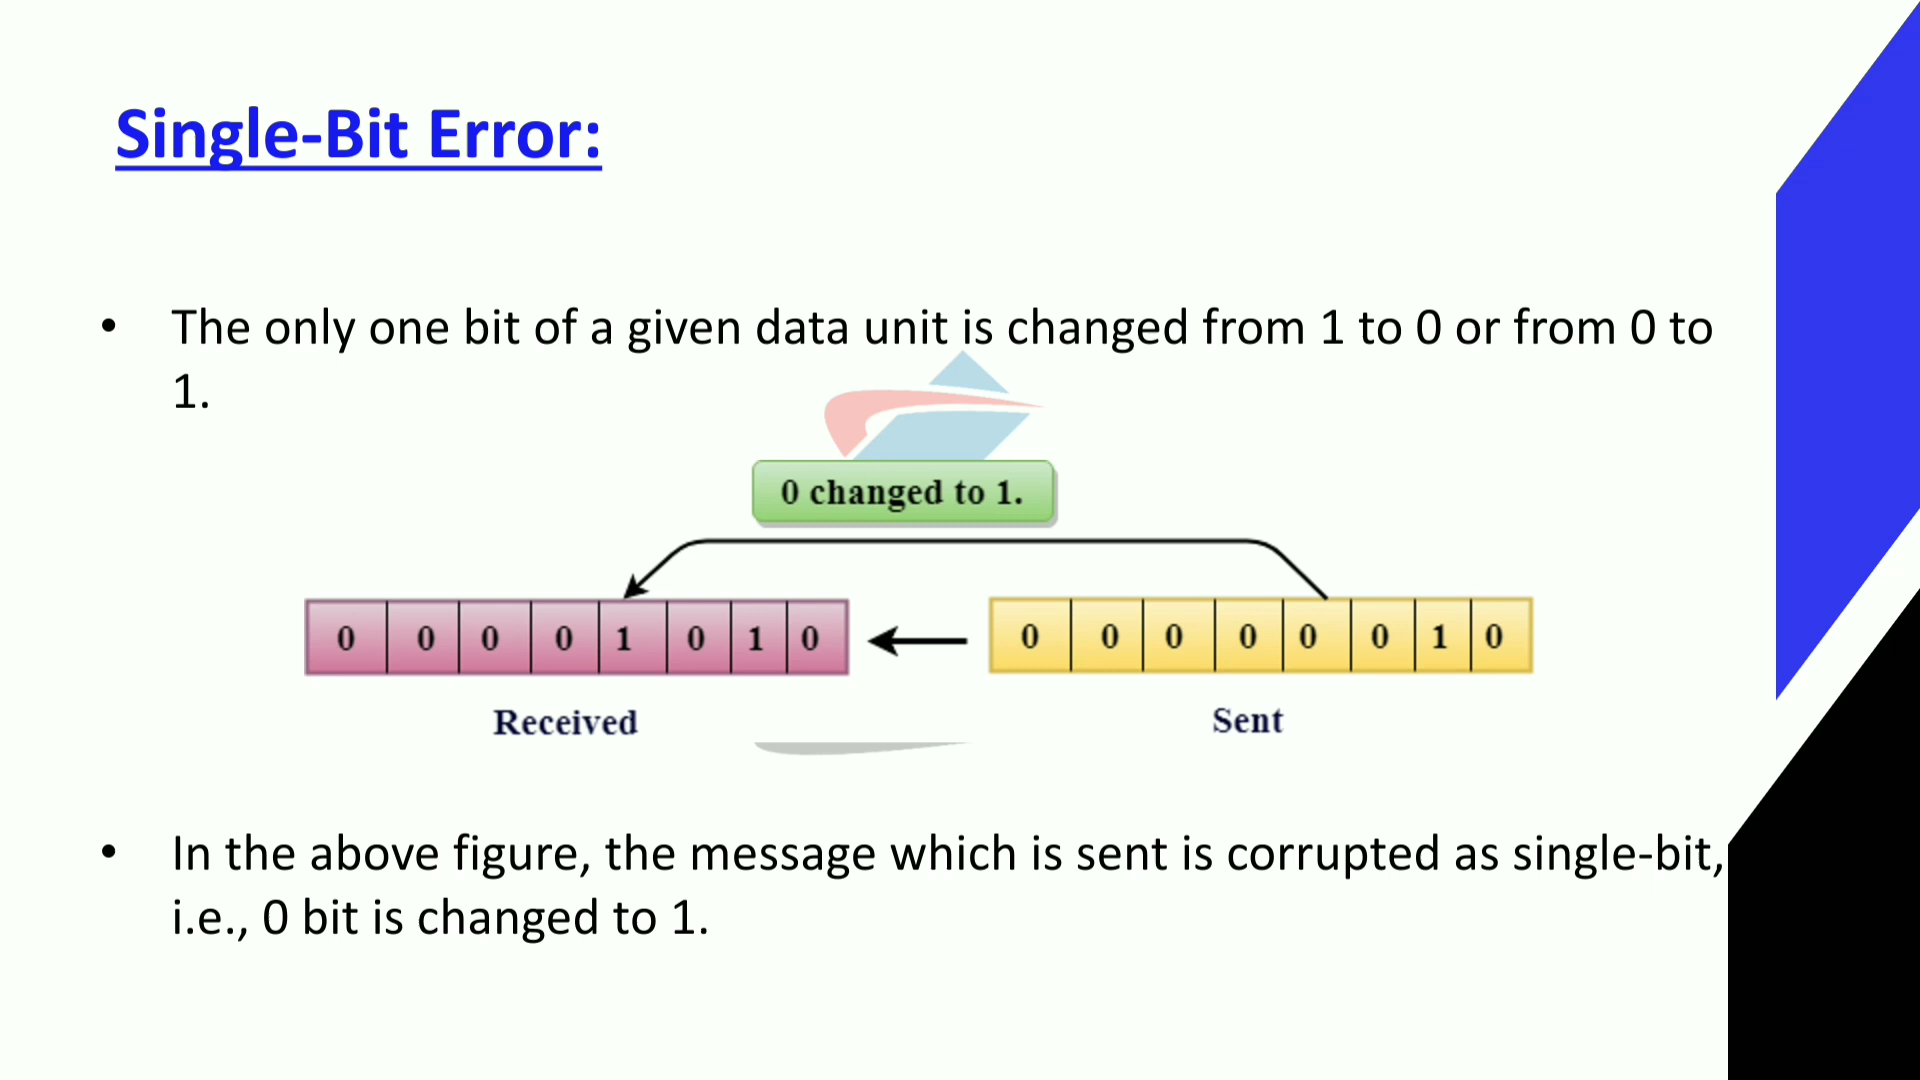 Single-Bit Error:
• The only one bit of a given data unit is changed from 1 to 0 or from 0 to
1.
0 changed to 1.
0 0 0 0 1 0 1 0
0 0 0 0 0 0 1 0
Received
Sent
• In the above figure, the message which is sent is corrupted as single-bit,
i.e., 0 bit is changed to 1.